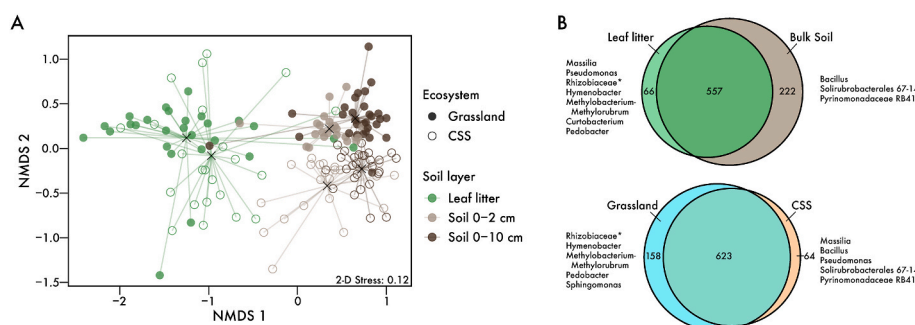 A
NMDS 2
1.0
0.5
0.0
−0.5
−1.0
−1.5
−2
−1
0
1
NMDS 1
2-D Stress: 0.12
Ecosystem
Grassland
CSS
Soil layer
Leaf litter
Soil 0–2 cm
Soil 0–10 cm
B
Leaf litter
Bulk Soil
Massilia
Pseudomonas
Rhizobiaceae*
Hymenobacter
Methylobacterium-
Methylorubrum
Curtobacterium
Pedobacter
66
557
222
Bacillus
Solirubrobacterales 67-1
Pyrinomonadaceae RB41
Grassland
CSS
Rhizobiaceae*
Hymenobacter
Methylobacterium-
Methylorubrum
Pedobacter
Sphingomonas
158
623
64
Massilia
Bacillus
Pseudomonas
Solirubrobacterales 67-1
Pyrinomonadaceae RB41